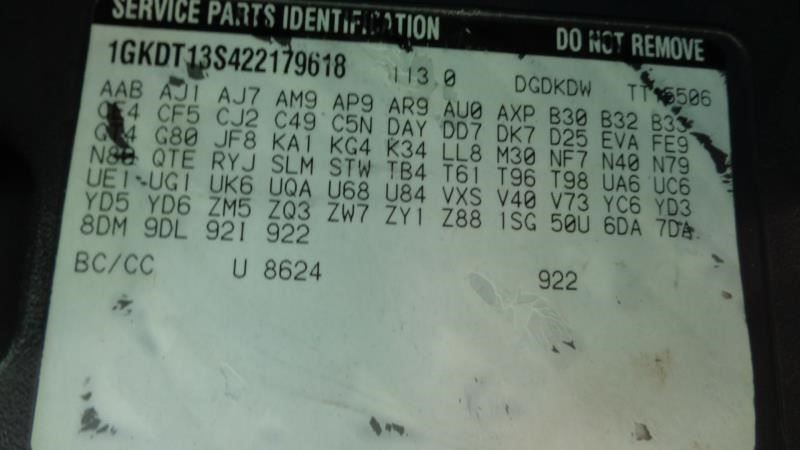 SERVICE PARTS IDENTIFICATION DO NOT REMOVE
1GKDT13S422179618 113.0 DGDKDW
AAB AJ1 AJ7 AM9 AP9 AR9 AU0 AXP B30 B32 B33
CF5 CJ2 C49 C5N DAY DD7 DK7 D25 EVA FE9
G80 JF8 KA1 KG4 K34 LL8 M30 NF7 N40 N79
QTE RYJ SLM STW TB4 T61 T96 T98 UA6 UC6
UE1 UG1 UK6 UQA U68 U84 VXS V40 V73 YC6 YD3
YD5 YD6 ZM5 ZQ3 ZW7 ZY1 Z88 1SG 50U 6DA 7DA
8DM 9DL 92I 922
BC/CC U 8624 922